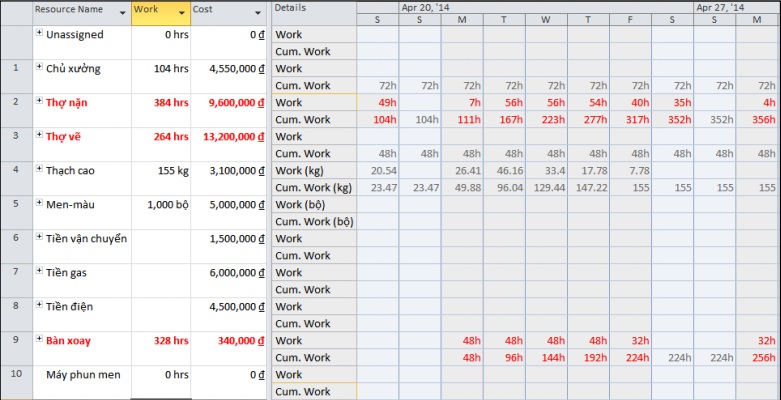 Resource Name Work Cost Details Apr 20, '14 Apr 27, '14
S S M T W T F S S M
Unassigned 0 hrs 0 ₫ Work
Cum. Work
1 Chủ xưởng 104 hrs 4,550,000 ₫ Work
Cum. Work 72h 72h 72h 72h 72h 72h 72h 72h 72h 72h
2 Thợ nặn 384 hrs 9,600,000 ₫ Work 49h 7h 56h 56h 54h 40h 35h 4h
Cum. Work 104h 104h 111h 167h 223h 277h 317h 352h 352h 356h
3 Thợ vẽ 264 hrs 13,200,000 ₫ Work
Cum. Work 48h 48h 48h 48h 48h 48h 48h 48h 48h 48h
4 Thạch cao 155 kg 3,100,000 ₫ Work (kg) 20.54 26.41 46.16 33.4 17.78 7.78
Cum. Work (kg) 23.47 23.47 49.88 96.04 129.44 147.22 155 155 155 155
5 Men-màu 1,000 bộ 5,000,000 ₫ Work (bộ)
Cum. Work (bộ)
6 Tiền vận chuyển 1,500,000 ₫ Work
Cum. Work
7 Tiền gas 6,000,000 ₫ Work
Cum. Work
8 Tiền điện 4,500,000 ₫ Work
Cum. Work
9 Bàn xoay 328 hrs 340,000 ₫ Work 48h 48h 48h 48h 32h 32h
Cum. Work 48h 96h 144h 192h 224h 224h 224h 256h
10 Máy phun men 0 hrs 0 ₫ Work
Cum. Work